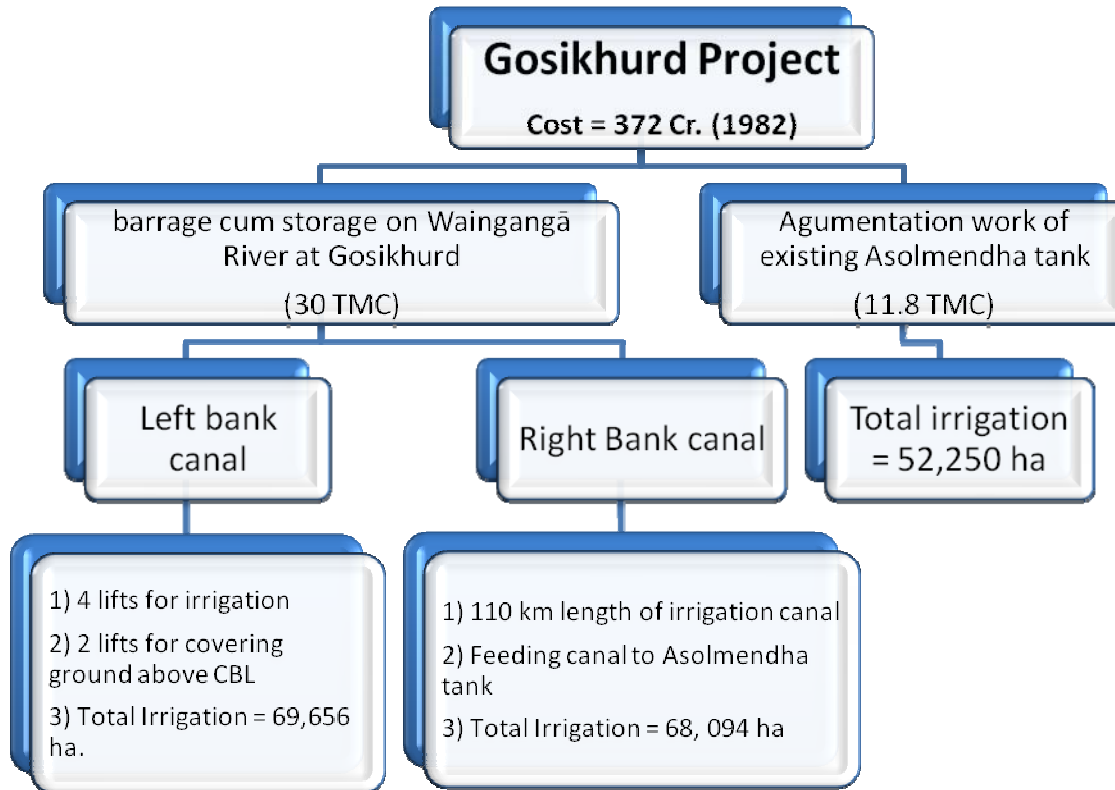 Gosikhurd Project
Cost = 372 Cr. (1982)
barrage cum storage on Waingangā
River at Gosikhurd
(30 TMC)
Agumentation work of
existing Asolmendha tank
(11.8 TMC)
Left bank
canal
Right Bank canal
Total irrigation
= 52,250 ha
1) 4 lifts for irrigation
2) 2 lifts for covering
ground above CBL
3) Total Irrigation = 69,656
ha.
1) 110 km length of irrigation canal
2) Feeding canal to Asolmendha
tank
3) Total Irrigation = 68, 094 ha